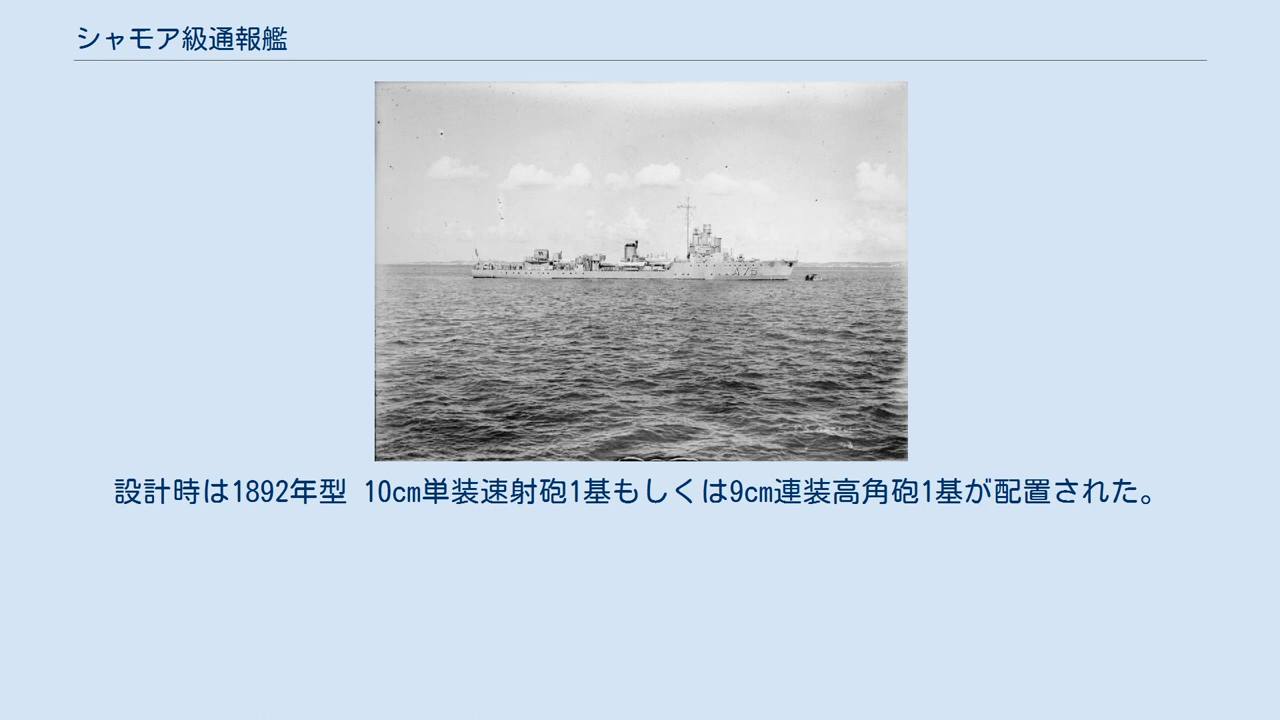 シャモア級通報艦
A75
設計時は1892年型 10cm単装速射砲1基もしくは9cm連装高角砲1基が配置された。